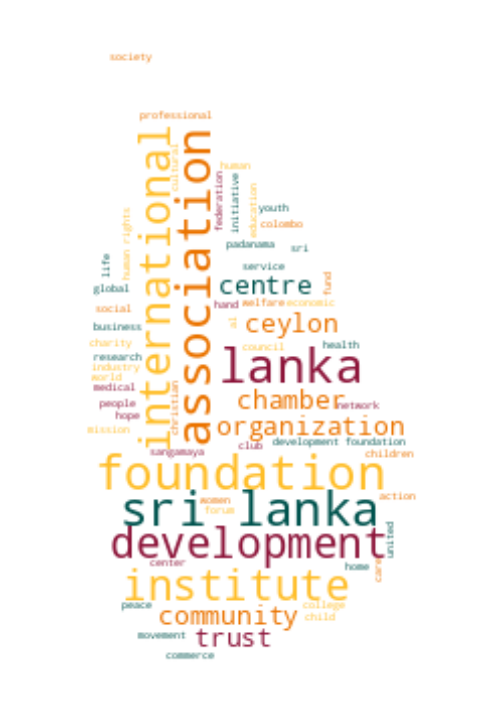 society
professional
international
cultural
association
human
federation
initiative
education
youth
colombo
human rights
padanama
sri
life
service
global
centre
fund
social
hand
welfare
economic
business
al
ceylon
charity
council
health
research
lanka
industry
world
medical
christian
people
chamber
network
hope
organization
mission
development foundation
club
sangamaya
children
foundation
women
sri lanka
action
forum
development
united
center
home
care
institute
peace
college
community
child
movement
trust
commerce